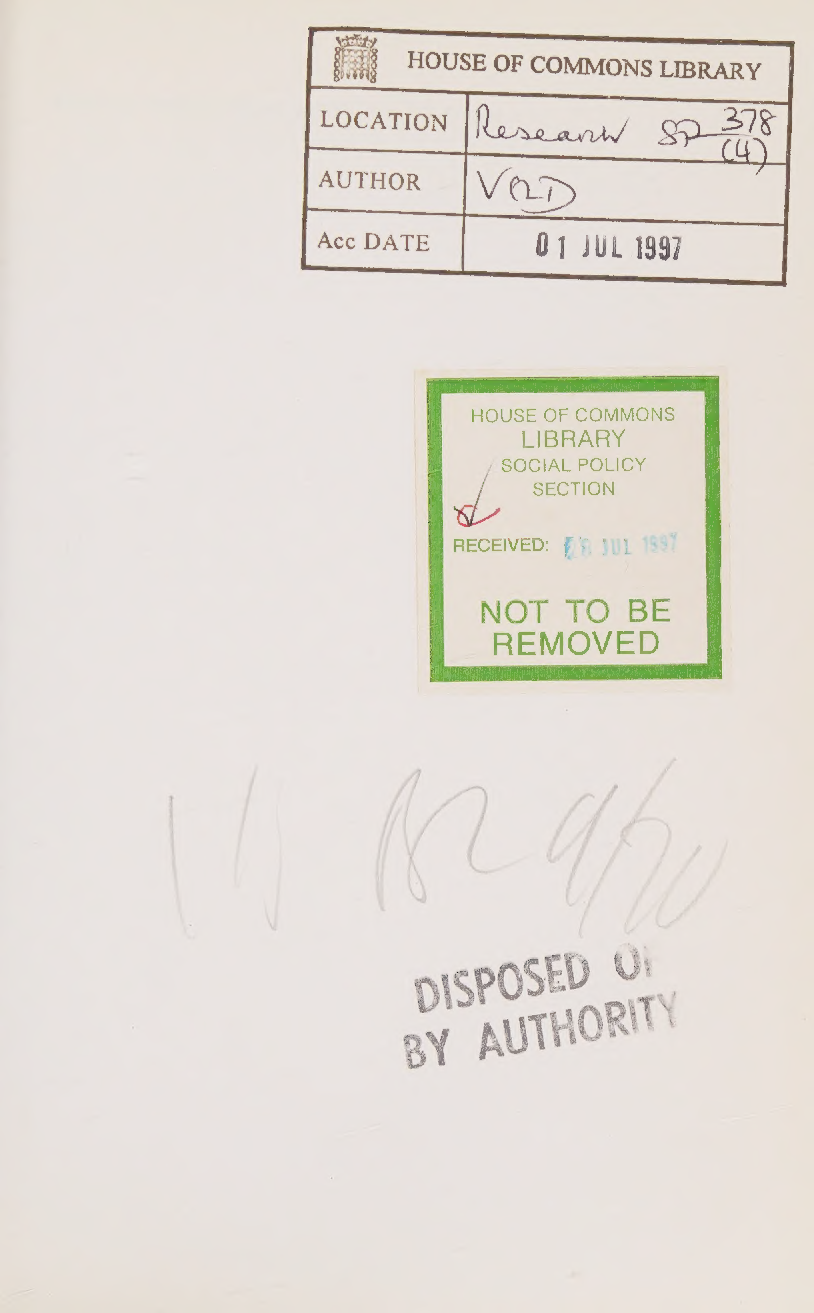 HOUSE OF COMMONS LIBRARY
LOCATION Research SP 378
(4)
AUTHOR
Acc DATE 01 JUL 1997
HOUSE OF COMMONS
LIBRARY
SOCIAL POLICY
SECTION
RECEIVED: JUL 1997
NOT TO BE
REMOVED
DISPOSED OF
BY AUTHORITY